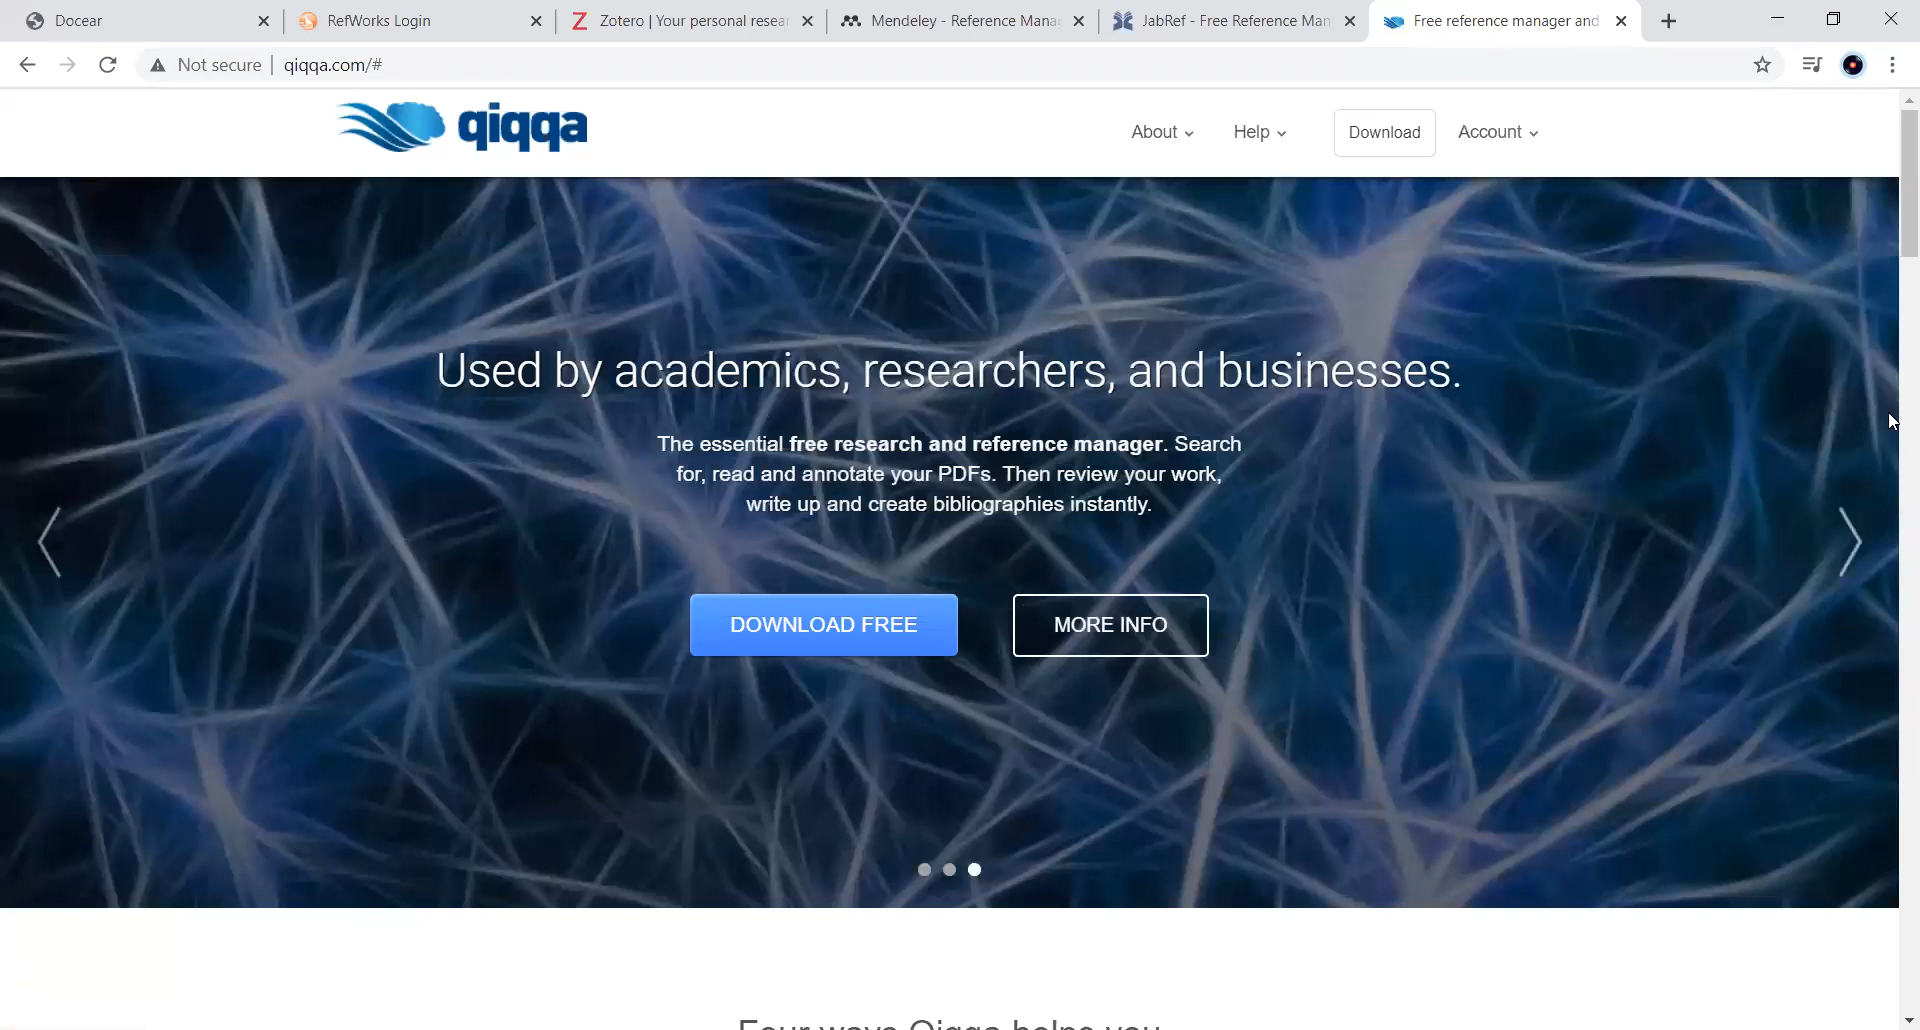 Docear
RefWorks Login
Zotero | Your personal resea
Mendeley - Reference Mana
JabRef - Free Reference Man
Free reference manager and
Not secure
qiqqa.com/#
qiqqa
About
Help
Download
Account
Used by academics, researchers, and businesses.
The essential free research and reference manager. Search
for, read and annotate your PDFs. Then review your work,
write up and create bibliographies instantly.
DOWNLOAD FREE
MORE INFO
Four ways Qiqqa helps you